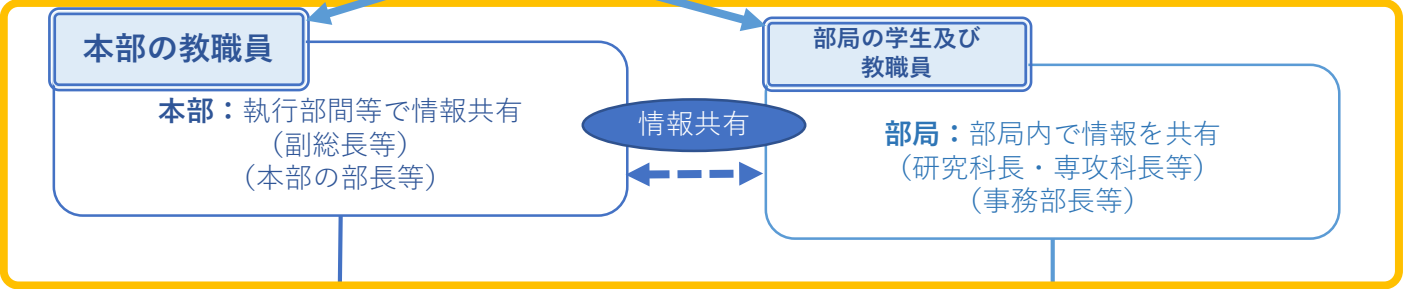 本部の教職員
本部：執行部間等で情報共有
（副総長等）
（本部の部長等）
情報共有
部局の学生及び
教職員
部局：部局内で情報を共有
（研究科長・専攻科長等）
（事務部長等）